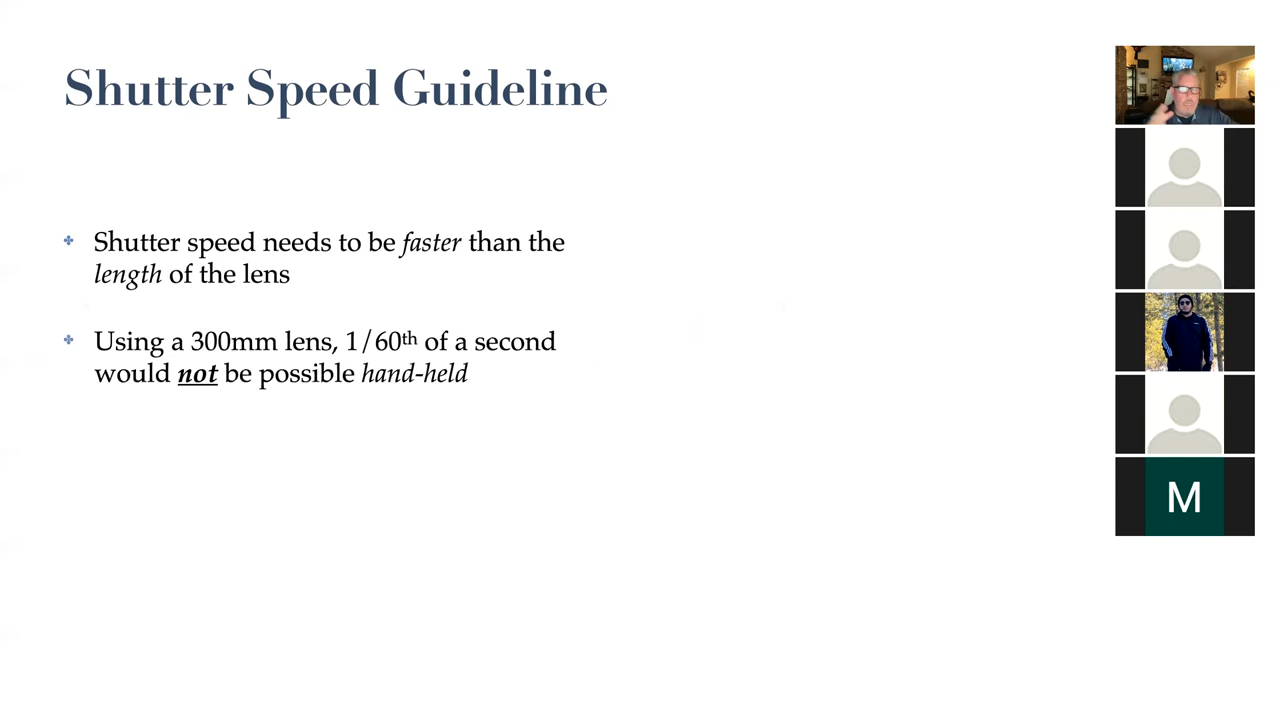 Shutter Speed Guideline
Shutter speed needs to be faster than the
length of the lens
Using a 300mm lens, 1/60th of a second
would not be possible hand-held
M